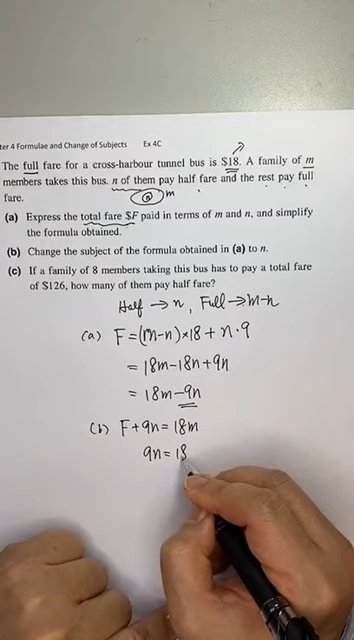 ter 4 Formulae and Change of Subjects Ex 4C
The full fare for a cross-harbour tunnel bus is $18. A family of m
members takes this bus. n of them pay half fare and the rest pay full
fare.
n m
(a) Express the total fare $F paid in terms of m and n, and simplify
the formula obtained.
(b) Change the subject of the formula obtained in (a) to n.
(c) If a family of 8 members taking this bus has to pay a total fare
of $126, how many of them pay half fare?
Half → n, Full → m-n
(a) F=(m-n)×18+n·9
=18m-18n+9n
=18m-9n
(b) F+9n=18m
9n=18